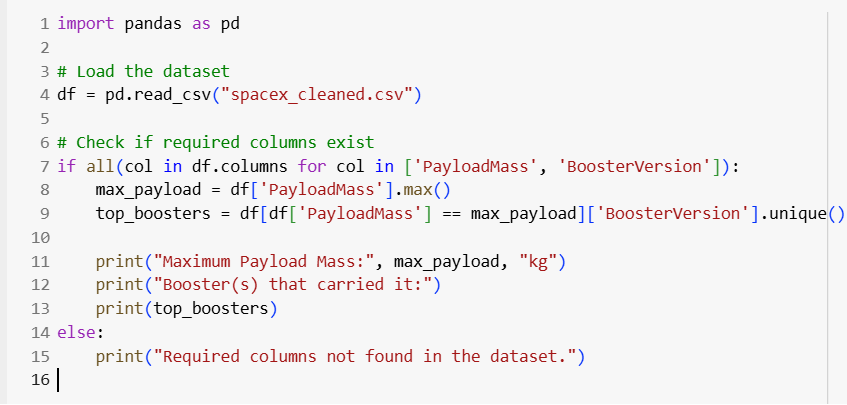 1 import pandas as pd
2
3 # Load the dataset
4 df = pd.read_csv("spacex_cleaned.csv")
5
6 # Check if required columns exist
7 if all(col in df.columns for col in ['PayloadMass', 'BoosterVersion']):
8     max_payload = df['PayloadMass'].max()
9     top_boosters = df[df['PayloadMass'] == max_payload]['BoosterVersion'].unique()
10
11     print("Maximum Payload Mass:", max_payload, "kg")
12     print("Booster(s) that carried it:")
13     print(top_boosters)
14 else:
15     print("Required columns not found in the dataset.")
16